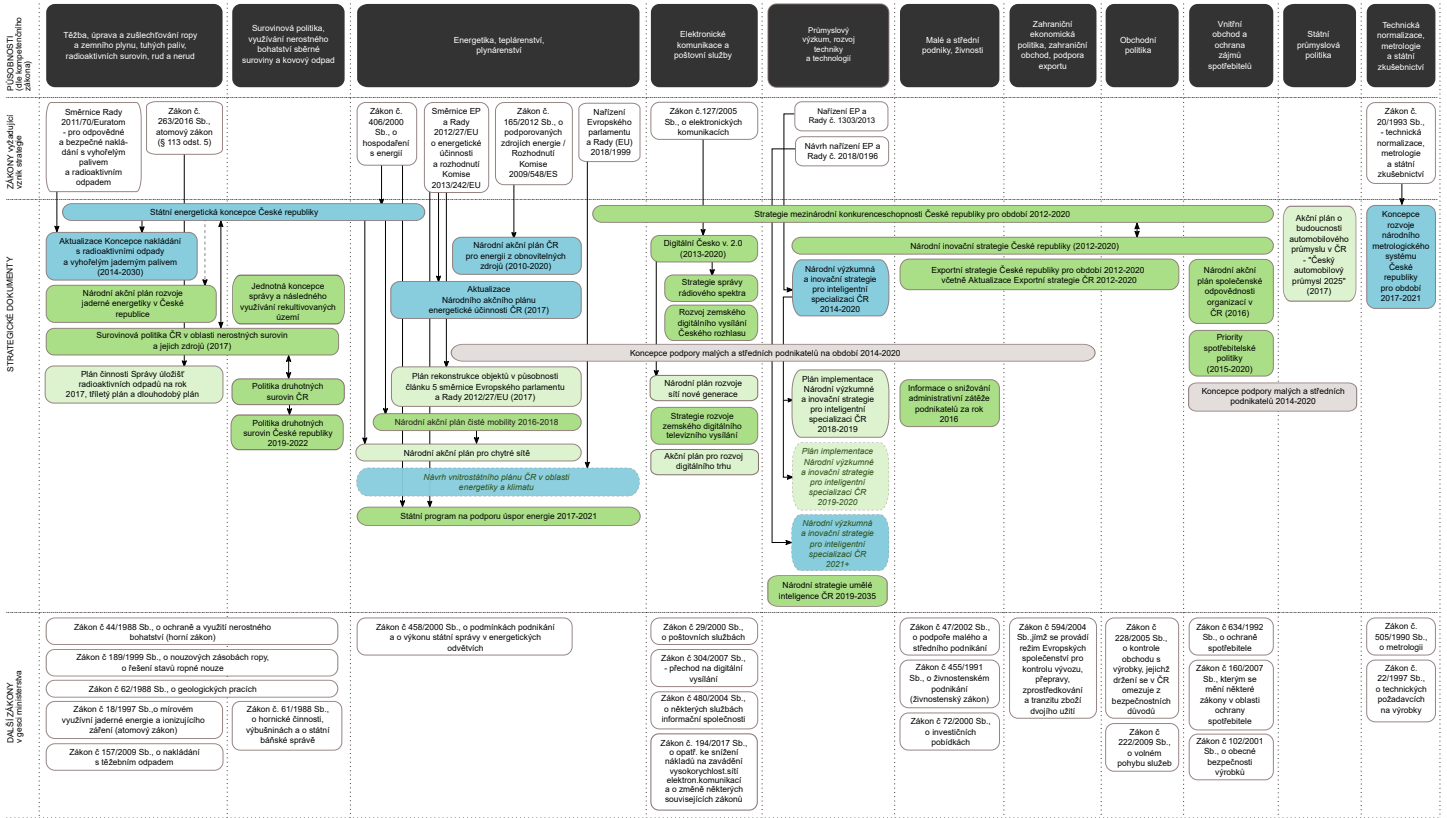 PŮSOBNOSTI
(dle kompetenčního
zákona)
Těžba, úprava a zušlechťování ropy
a zemního plynu, tuhých paliv,
radioaktivních surovin, rud a nerud
Surovinová politika,
využívání nerostného
bohatství sběrné
suroviny a kovový odpad
Energetika, teplárenství,
plynárenství
Elektronické
komunikace a
poštovní služby
Průmyslový
výzkum, rozvoj
techniky
a technologií
Malé a střední
podniky, živnosti
Zahraniční
ekonomická
politika, zahraniční
obchod, podpora
exportu
Obchodní
politika
Vnitřní
obchod a
ochrana
zájmů
spotřebitelů
Státní
průmyslová
politika
Technická
normalizace,
metrologie
a státní
zkušebnictví
ZÁKONY vyžadující
vznik strategie
Směrnice Rady
2011/70/Euratom
- pro odpovědné
a bezpečné naklá-
dání s vyhořelým
palivem
a radioaktivním
odpadem
Zákon č.
263/2016 Sb.,
atomový zákon
(§ 113 odst. 5)
Zákon č.
406/2000
Sb., o
hospodaření
s energií
Směrnice EP
a Rady
2012/27/EU
o energetické
účinnosti
a rozhodnutí
Komise
2013/242/EU
Zákon č.
165/2012 Sb., o
podporovaných
zdrojích energie /
Rozhodnutí
Komise
2009/548/ES
Nařízení
Evropského
parlamentu
a Rady (EU)
2018/1999
Zákon č.127/2005
Sb., o elektronických
komunikacích
Nařízení EP a
Rady č. 1303/2013
Návrh nařízení EP a
Rady č. 2018/0196
Zákon č.
20/1993 Sb.,
- technická
normalizace,
metrologie
a státní
zkušebnictví
STRATEGICKÉ DOKUMENTY
Státní energetická koncepce České republiky
Aktualizace Koncepce nakládání
s radioaktivními odpady
a vyhořelým jaderným palivem
(2014-2030)
Národní akční plán rozvoje
jaderné energetiky v České
republice
Surovinová politika ČR v oblasti nerostných surovin
a jejich zdrojů (2017)
Plán činnosti Správy úložišť
radioaktivních odpadů na rok
2017, tříletý plán a dlouhodobý plán
Jednotná koncepce
správy a následného
využívání rekultivovaných
území
Politika druhotných
surovin ČR
Politika druhotných
surovin České republiky
2019-2022
Národní akční plán ČR
pro energii z obnovitelných
zdrojů (2010-2020)
Aktualizace
Národního akčního plánu
energetické účinnosti ČR (2017)
Koncepce podpory malých a středních podnikatelů na období 2014-2020
Plán rekonstrukce objektů v působnosti
článku 5 směrnice Evropského parlamentu
a Rady 2012/27/EU (2017)
Národní akční plán čisté mobility 2016-2018
Národní akční plán pro chytré sítě
Návrh vnitrostátního plánu ČR v oblasti
energetiky a klimatu
Státní program na podporu úspor energie 2017-2021
Strategie mezinárodní konkurenceschopnosti České republiky pro období 2012-2020
Digitální Česko v. 2.0
(2013-2020)
Strategie správy
rádiového spektra
Rozvoj zemského
digitálního vysílání
Českého rozhlasu
Národní plán rozvoje
sítí nové generace
Strategie rozvoje
zemského digitálního
televizního vysílání
Akční plán pro rozvoj
digitálního trhu
Národní inovační strategie České republiky (2012-2020)
Národní výzkumná
a inovační strategie
pro inteligentní
specializaci ČR
2014-2020
Plán implementace
Národní výzkumné
a inovační strategie
pro inteligentní
specializaci ČR
2018-2019
Plán implementace
Národní výzkumné
a inovační strategie
pro inteligentní
specializaci ČR
2019-2020
Národní výzkumná
a inovační strategie
pro inteligentní
specializaci ČR
2021+
Národní strategie umělé
inteligence ČR 2019-2035
Exportní strategie České republiky pro období 2012-2020
včetně Aktualizace Exportní strategie ČR 2012-2020
Informace o snižování
administrativní zátěže
podnikatelů za rok
2016
Národní akční
plán společenské
odpovědnosti
organizací v
ČR (2016)
Priority
spotřebitelské
politiky
(2015-2020)
Koncepce podpory malých a středních
podnikatelů 2014-2020
Akční plán o
budoucnosti
automobilového
průmyslu v ČR
- "Český
automobilový
průmysl 2025"
(2017)
Koncepce
rozvoje
národního
metrologického
systému
České
republiky
pro období
2017-2021
DALŠÍ ZÁKONY
v gesci ministerstva
Zákon č 44/1988 Sb., o ochraně a využití nerostného
bohatství (horní zákon)
Zákon č 189/1999 Sb., o nouzových zásobách ropy,
o řešení stavů ropné nouze
Zákon č 62/1988 Sb., o geologických pracích
Zákon č 18/1997 Sb.,o mírovém
využívní jaderné energie a ionizujícího
záření (atomový zákon)
Zákon č 157/2009 Sb., o nakládání
s těžebním odpadem
Zákon č. 61/1988 Sb.,
o hornické činnosti,
výbušninách a o státní
báňské správě
Zákon č 458/2000 Sb., o podmínkách podnikání
a o výkonu státní správy v energetických
odvětvích
Zákon č 29/2000 Sb.,
o poštovních službách
Zákon č 304/2007 Sb.,
- přechod na digitální
vysílání
Zákon č 480/2004 Sb.,
o některých službách
informační společnosti
Zákon č. 194/2017 Sb.,
o opatř. ke snížení
nákladů na zavádění
vysokorychlost.sítí
elektron.komunikací
a o změně některých
souvisejících zákonů
Zákon č 47/2002 Sb.,
o podpoře malého a
středního podnikání
Zákon č 455/1991
Sb., o živnostenském
podnikání
(živnostenský zákon)
Zákon č 72/2000 Sb.,
o investičních
pobídkách
Zákon č 594/2004
Sb.,jímž se provádí
režim Evropských
společenství pro
kontrolu vývozu,
přepravy,
zprostředkování
a tranzitu zboží
dvojího užití
Zákon č
228/2005 Sb.,
o kontrole
obchodu s
výrobky, jejichž
držení se v ČR
omezuje z
bezpečnostních
důvodů
Zákon č
222/2009 Sb.,
o volném
pohybu služeb
Zákon č 634/1992
Sb., o ochraně
spotřebitele
Zákon č 160/2007
Sb., kterým se
mění některé
zákony v oblasti
ochrany
spotřebitele
Zákon č 102/2001
Sb., o obecné
bezpečnosti
výrobků
Zákon č.
505/1990 Sb.,
o metrologii
Zákon č.
22/1997 Sb.,
o technických
požadavcích
na výrobky